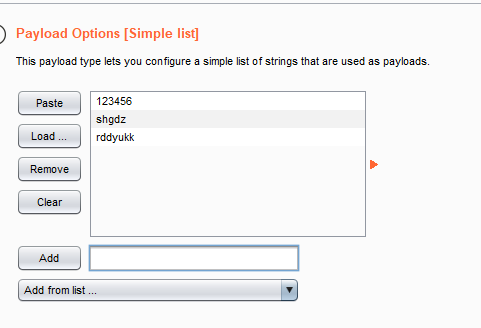 Payload Options [Simple list]
This payload type lets you configure a simple list of strings that are used as payloads.
Paste
123456
shgdz
Load ...
rddyukk
Remove
Clear
Add
Add from list ...